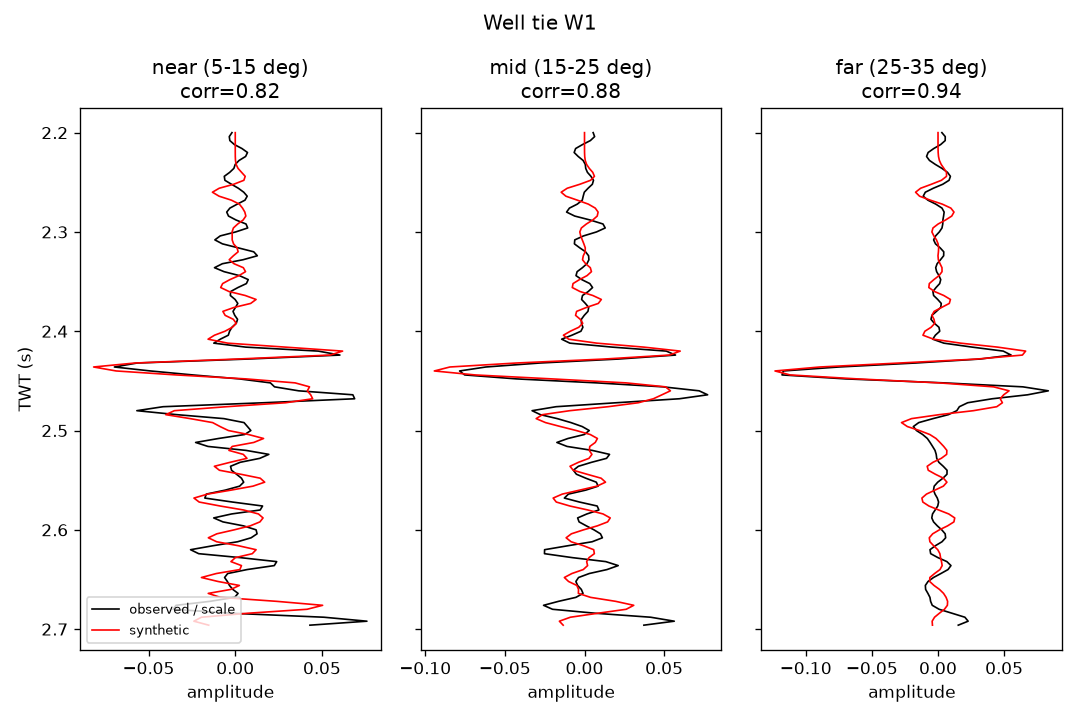 Well tie W1
near (5-15 deg)
corr=0.82
mid (15-25 deg)
corr=0.88
far (25-35 deg)
corr=0.94
TWT (s)
2.2
2.3
2.4
2.5
2.6
2.7
observed / scale
synthetic
−0.05 0.00 0.05
−0.10 −0.05 0.00 0.05
−0.10 −0.05 0.00 0.05
amplitude
amplitude
amplitude